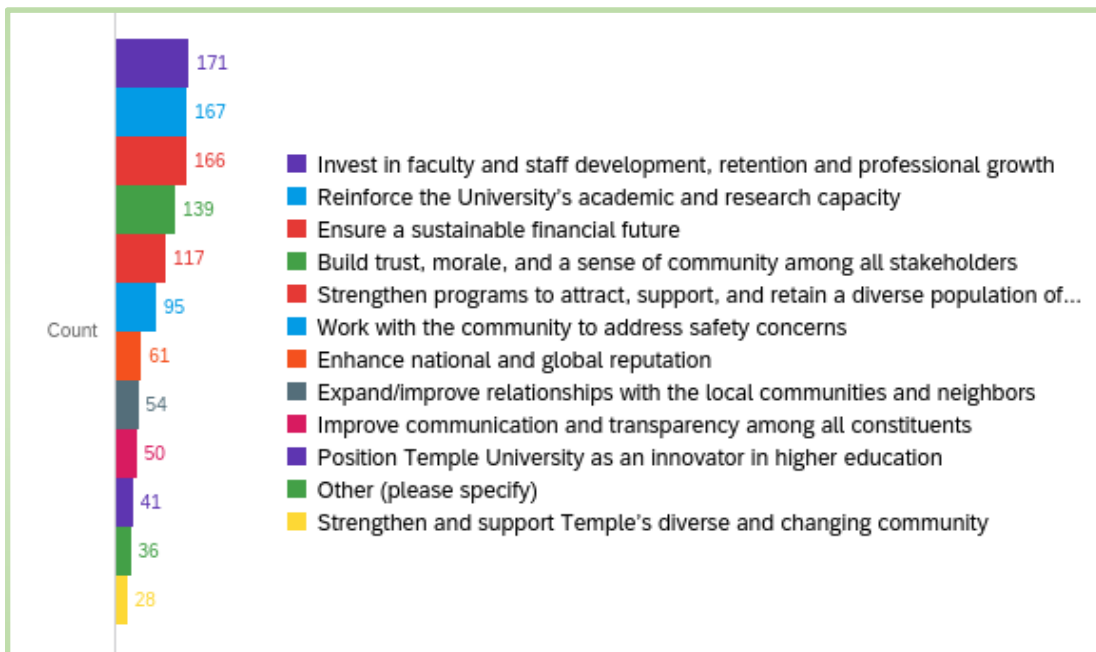 171
167
166
139
117
95
Count
61
54
50
41
36
28
Invest in faculty and staff development, retention and professional growth
Reinforce the University's academic and research capacity
Ensure a sustainable financial future
Build trust, morale, and a sense of community among all stakeholders
Strengthen programs to attract, support, and retain a diverse population of...
Work with the community to address safety concerns
Enhance national and global reputation
Expand/improve relationships with the local communities and neighbors
Improve communication and transparency among all constituents
Position Temple University as an innovator in higher education
Other (please specify)
Strengthen and support Temple's diverse and changing community